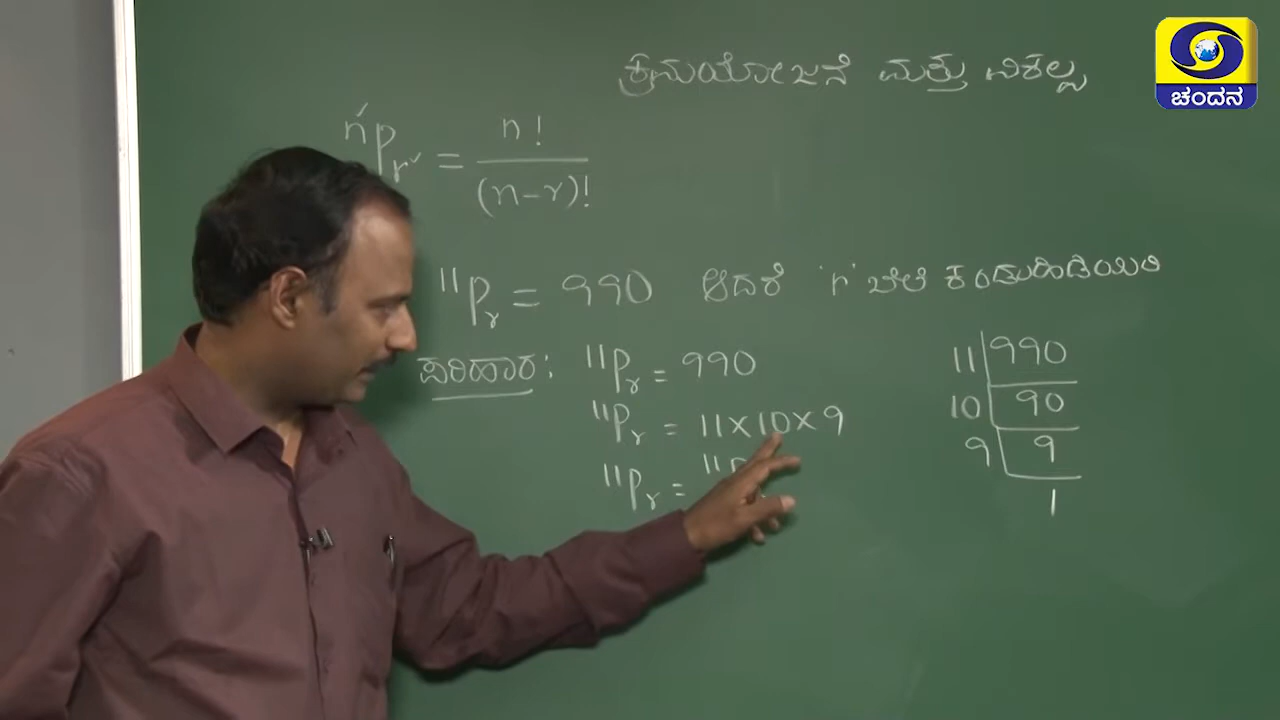 ಕ್ರಮಯೋಜನೆ ಮತ್ತು ವಿಕಲ್ಪ
ಚಂದನ
nPr = n! / (n-r)!
11Pr = 990 ಆದರೆ 'r' ಬೆಲೆ ಕಂಡುಹಿಡಿಯಿರಿ
ಪರಿಹಾರ: 11Pr = 990
11Pr = 11×10×9
11Pr = 11P
11 990
10 90
9 9
1